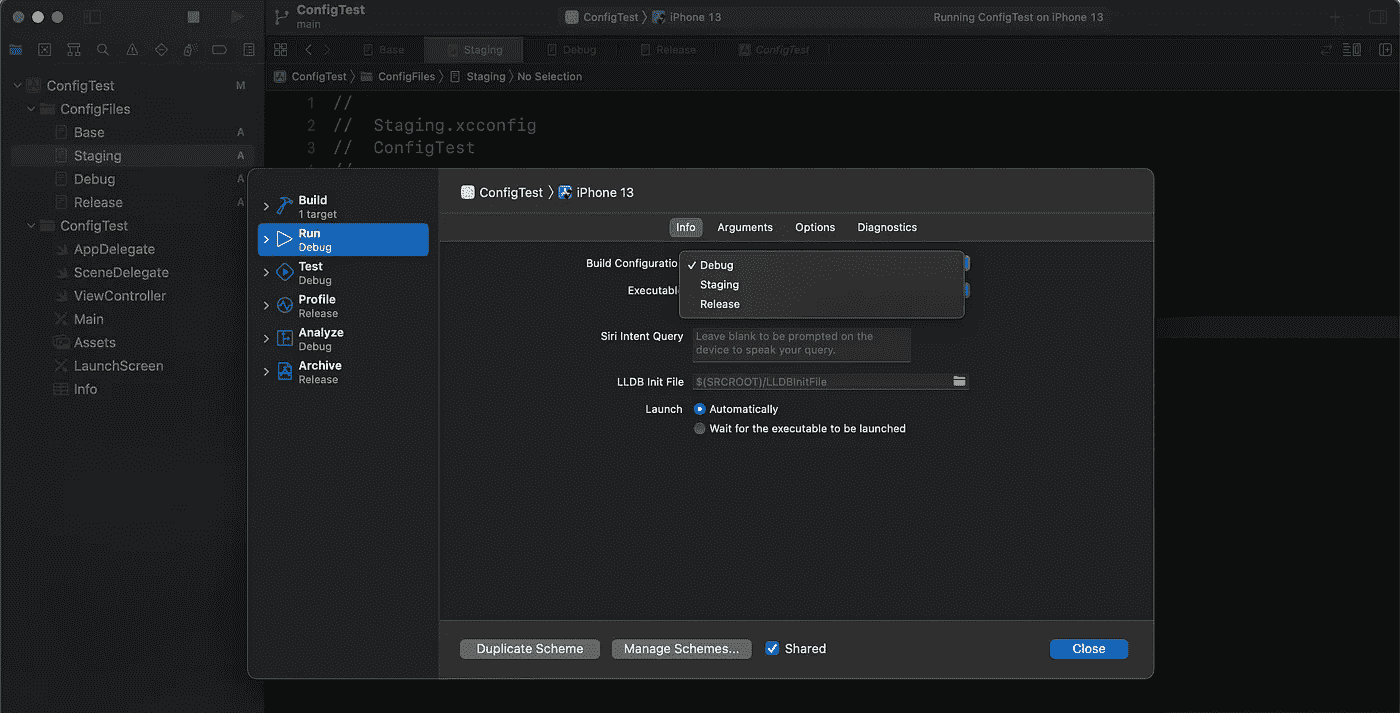 ConfigTest
main
ConfigTest 〉 iPhone 13
Running ConfigTest on iPhone 13
Base
Staging
Debug
Release
ConfigTest
ConfigTest 〉 ConfigFiles 〉 Staging 〉 No Selection
ConfigTest M
ConfigFiles
Base A
Staging A
Debug A
Release A
ConfigTest
AppDelegate
SceneDelegate
ViewController
Main
Assets
LaunchScreen
Info
1 //
2 // Staging.xcconfig
3 // ConfigTest
//
Build
1 target
Run
Debug
Test
Debug
Profile
Release
Analyze
Debug
Archive
Release
ConfigTest 〉 iPhone 13
Info Arguments Options Diagnostics
Build Configuratio
✓ Debug
Staging
Release
Executabl
Siri Intent Query
Leave blank to be prompted on the
device to speak your query.
LLDB Init File $(SRCROOT)/LLDBInitFile
Launch Automatically
Wait for the executable to be launched
Duplicate Scheme Manage Schemes... Shared Close